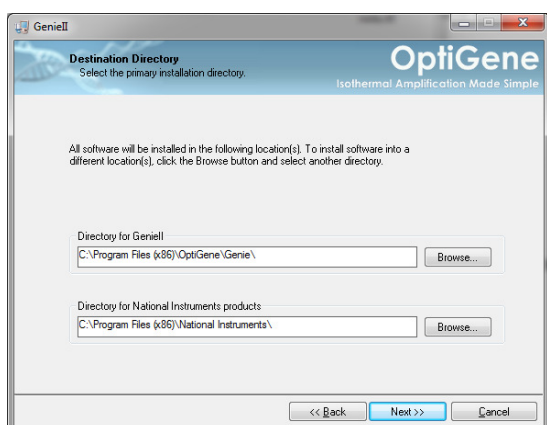 GenieII
Destination Directory
Select the primary installation directory.
OptiGene
Isothermal Amplification Made Simple
All software will be installed in the following location(s). To install software into a
different location(s), click the Browse button and select another directory.
Directory for GenieII
C:\Program Files (x86)\OptiGene\Genie\
Browse...
Directory for National Instruments products
C:\Program Files (x86)\National Instruments\
Browse...
<< Back
Next >>
Cancel